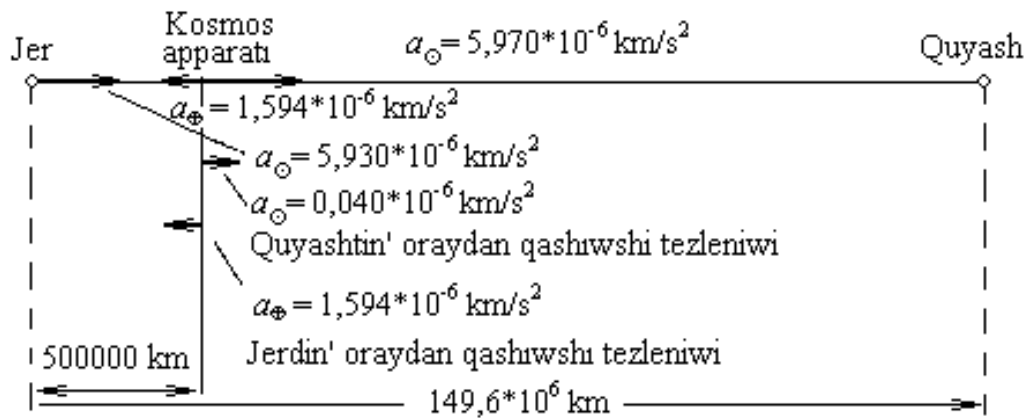 Jer
Kosmos
apparatı
a☉= 5,970*10⁻⁶ km/s²
Quyash
a⊕ = 1,594*10⁻⁶ km/s²
a☉= 5,930*10⁻⁶ km/s²
a☉= 0,040*10⁻⁶ km/s²
Quyashtin' oraydan qashıwshi tezleniwi
a⊕ = 1,594*10⁻⁶ km/s²
Jerdin' oraydan qashıwshı tezleniwi
500000 km
149,6*10⁶ km